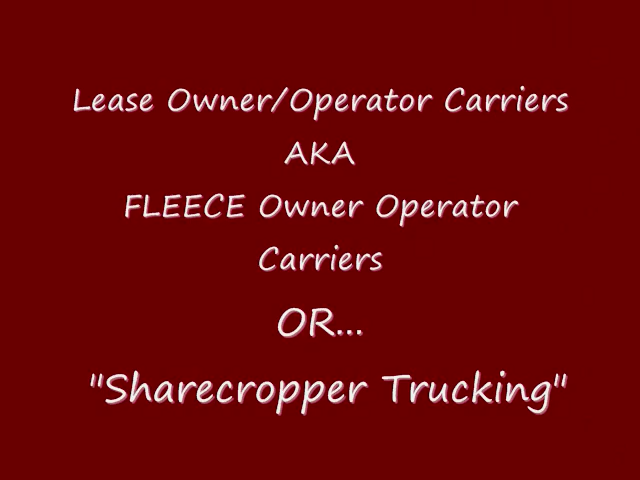 Lease Owner/Operator Carriers
AKA
FLEECE Owner Operator
Carriers
OR...
"Sharecropper Trucking"